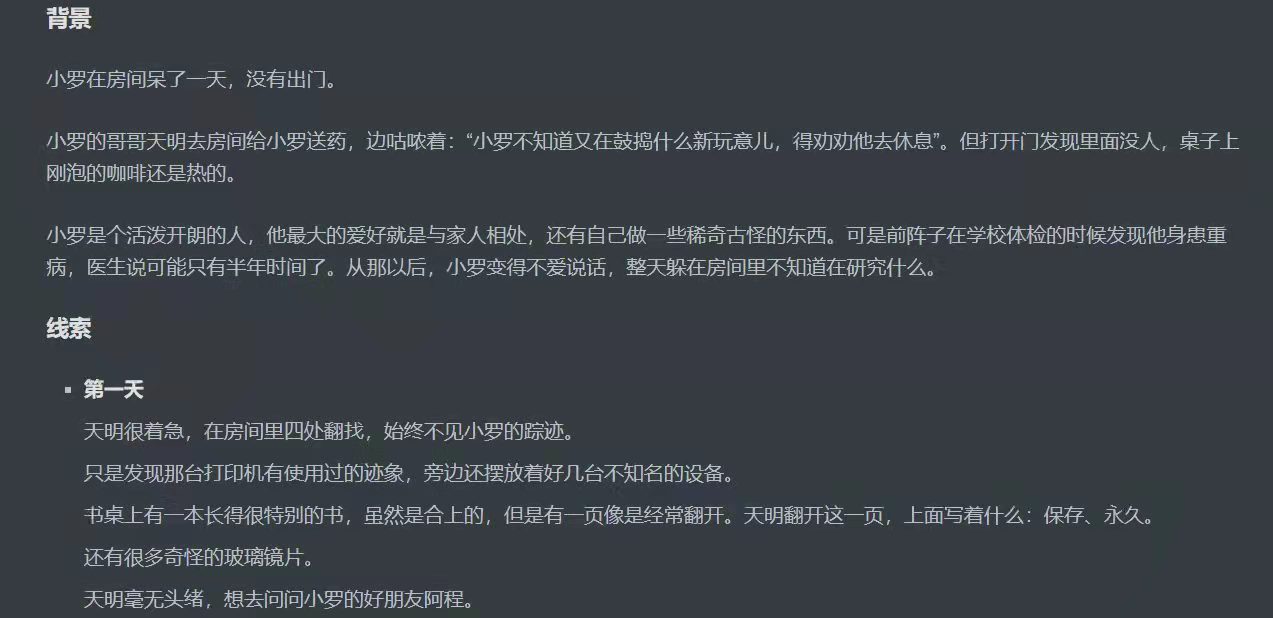 背景
小罗在房间呆了一天，没有出门。
小罗的哥哥天明去房间给小罗送药，边咕哝着：“小罗不知道又在鼓捣什么新玩意儿，得劝劝他去休息”。但打开门发现里面没人，桌子上
刚泡的咖啡还是热的。
小罗是个活泼开朗的人，他最大的爱好就是与家人相处，还有自己做一些稀奇古怪的东西。可是前阵子在学校体检的时候发现他身患重
病，医生说可能只有半年时间了。从那以后，小罗变得不爱说话，整天躲在房间里不知道在研究什么。
线索
▪ 第一天
天明很着急，在房间里四处翻找，始终不见小罗的踪迹。
只是发现那台打印机有使用过的迹象，旁边还摆放着好几台不知名的设备。
书桌上有一本长得很特别的书，虽然是合上的，但是有一页像是经常翻开。天明翻开这一页，上面写着什么：保存、永久。
还有很多奇怪的玻璃镜片。
天明毫无头绪，想去问问小罗的好朋友阿程。